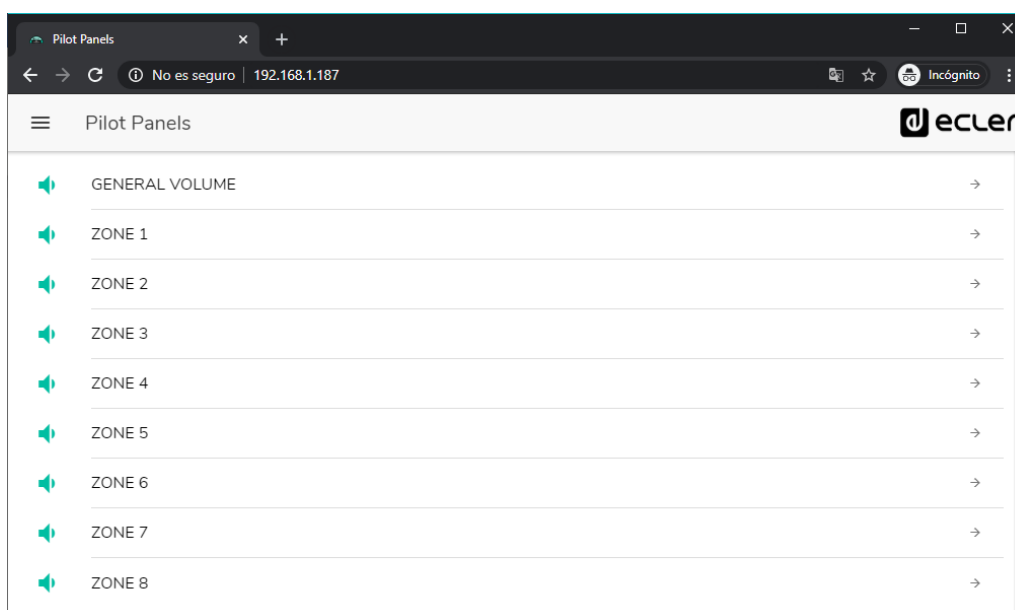 Pilot Panels
No es seguro | 192.168.1.187
Incógnito
Pilot Panels
ecler
GENERAL VOLUME
ZONE 1
ZONE 2
ZONE 3
ZONE 4
ZONE 5
ZONE 6
ZONE 7
ZONE 8